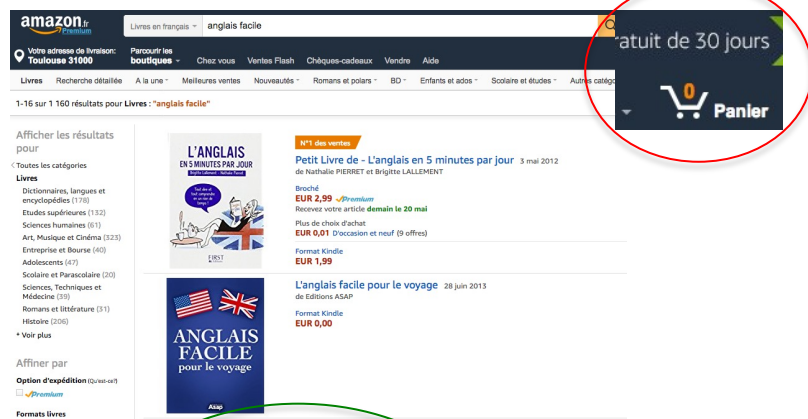 amazon.fr
Premium
Livres en français
anglais facile
atuit de 30 jours
0
Panier
Votre adresse de livraison:
Toulouse 31000
Parcourir les
boutiques
Chez vous
Ventes Flash
Chèques-cadeaux
Vendre
Aide
Livres
Recherche détaillée
A la une
Meilleures ventes
Nouveautés
Romans et polars
BD
Enfants et ados
Scolaire et études
Autres catégo
1-16 sur 1 160 résultats pour Livres : "anglais facile"
Afficher les résultats
pour
Toutes les catégories
Livres
Dictionnaires, langues et
encyclopédies (178)
Etudes supérieures (132)
Sciences humaines (61)
Art, Musique et Cinéma (323)
Entreprise et Bourse (40)
Adolescents (47)
Scolaire et Parascolaire (20)
Sciences, Techniques et
Médecine (39)
Romans et littérature (31)
Histoire (206)
+ Voir plus
Affiner par
Option d'expédition (Qu'est-ce?)
Premium
Formats livres
L'ANGLAIS
EN 5 MINUTES PAR JOUR
Brigitte Lallement - Nathalie Pierret
FIRST
N°1 des ventes
Petit Livre de - L'anglais en 5 minutes par jour 3 mai 2012
de Nathalie PIERRET et Brigitte LALLEMENT
Broché
EUR 2,99 Premium
Recevez votre article demain le 20 mai
Plus de choix d'achat
EUR 0,01 D'occasion et neuf (9 offres)
Format Kindle
EUR 1,99
ANGLAIS
FACILE
pour le voyage
Asap
L'anglais facile pour le voyage 28 juin 2013
de Editions ASAP
Format Kindle
EUR 0,00